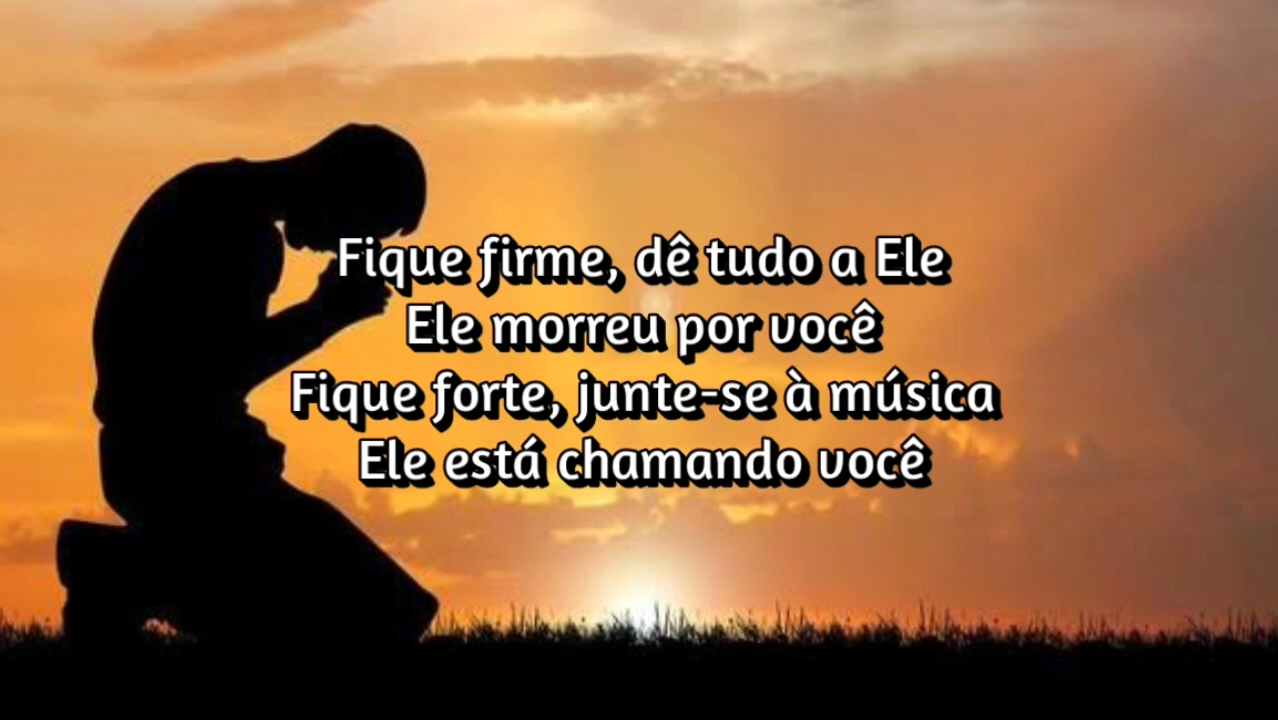 Fique firme, dê tudo a Ele
Ele morreu por você
Fique forte, junte-se à música
Ele está chamando você